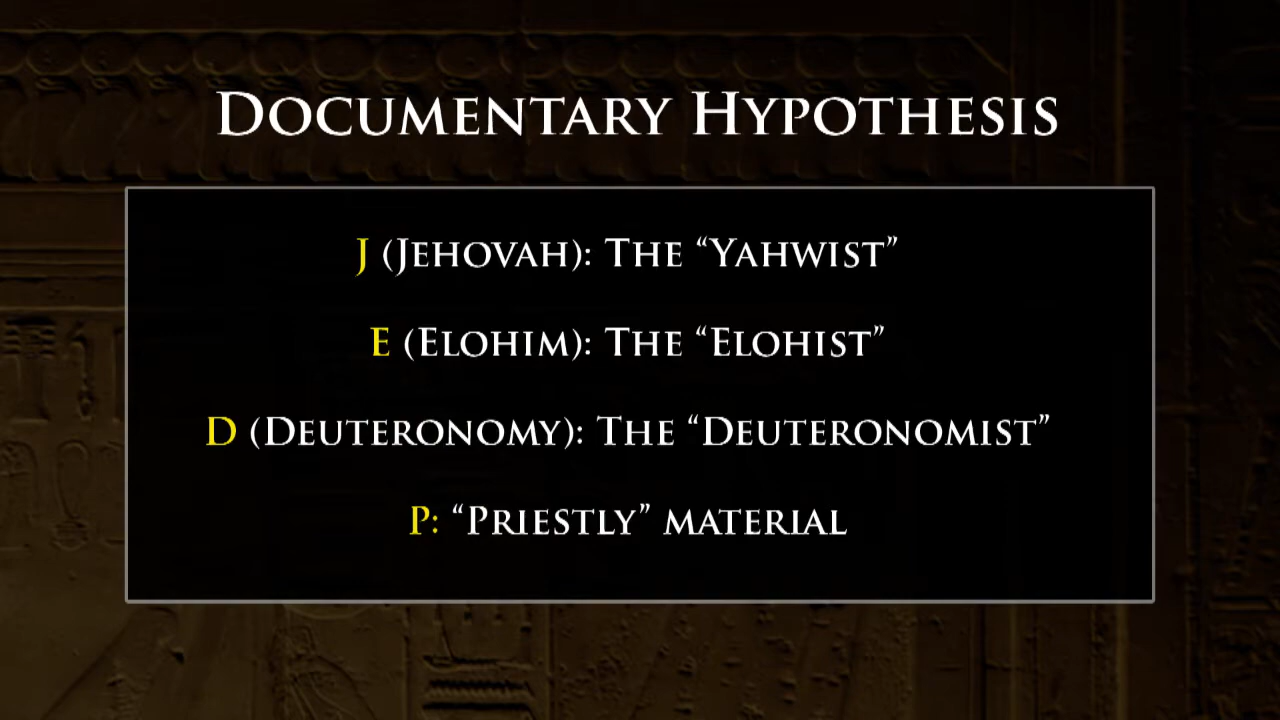 Documentary Hypothesis
J (Jehovah): The “Yahwist”
E (Elohim): The “Elohist”
D (Deuteronomy): The “Deuteronomist”
P: “Priestly” material